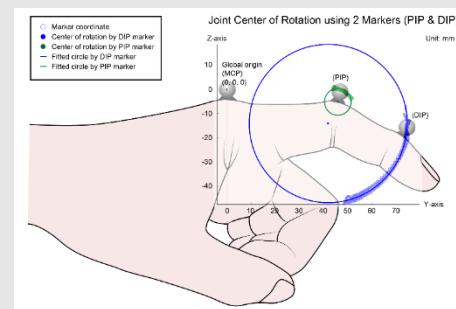 Joint Center of Rotation using 2 Markers (PIP & DIP
Marker coordinate
Center of rotation by DIP marker
Center of rotation by PIP marker
Fitted circle by DIP marker
Fitted circle by PIP marker
Z-axis
Unit: mm
Global origin
(MCP)
(0, 0, 0)
(PIP)
(DIP)
10
0
-10
-20
-30
-40
0
10
20
30
40
50
60
70
Y-axis